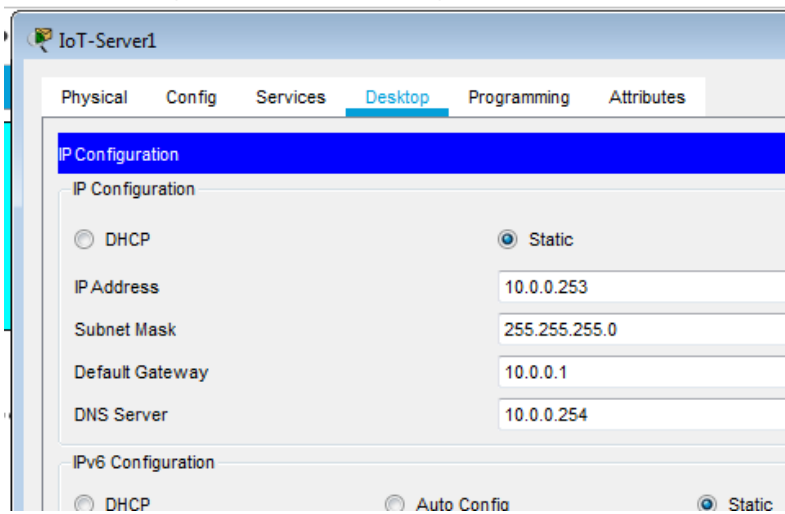 IoT-Server1
Physical Config Services Desktop Programming Attributes
IP Configuration
IP Configuration
DHCP Static
IP Address 10.0.0.253
Subnet Mask 255.255.255.0
Default Gateway 10.0.0.1
DNS Server 10.0.0.254
IPv6 Configuration
DHCP Auto Config Static